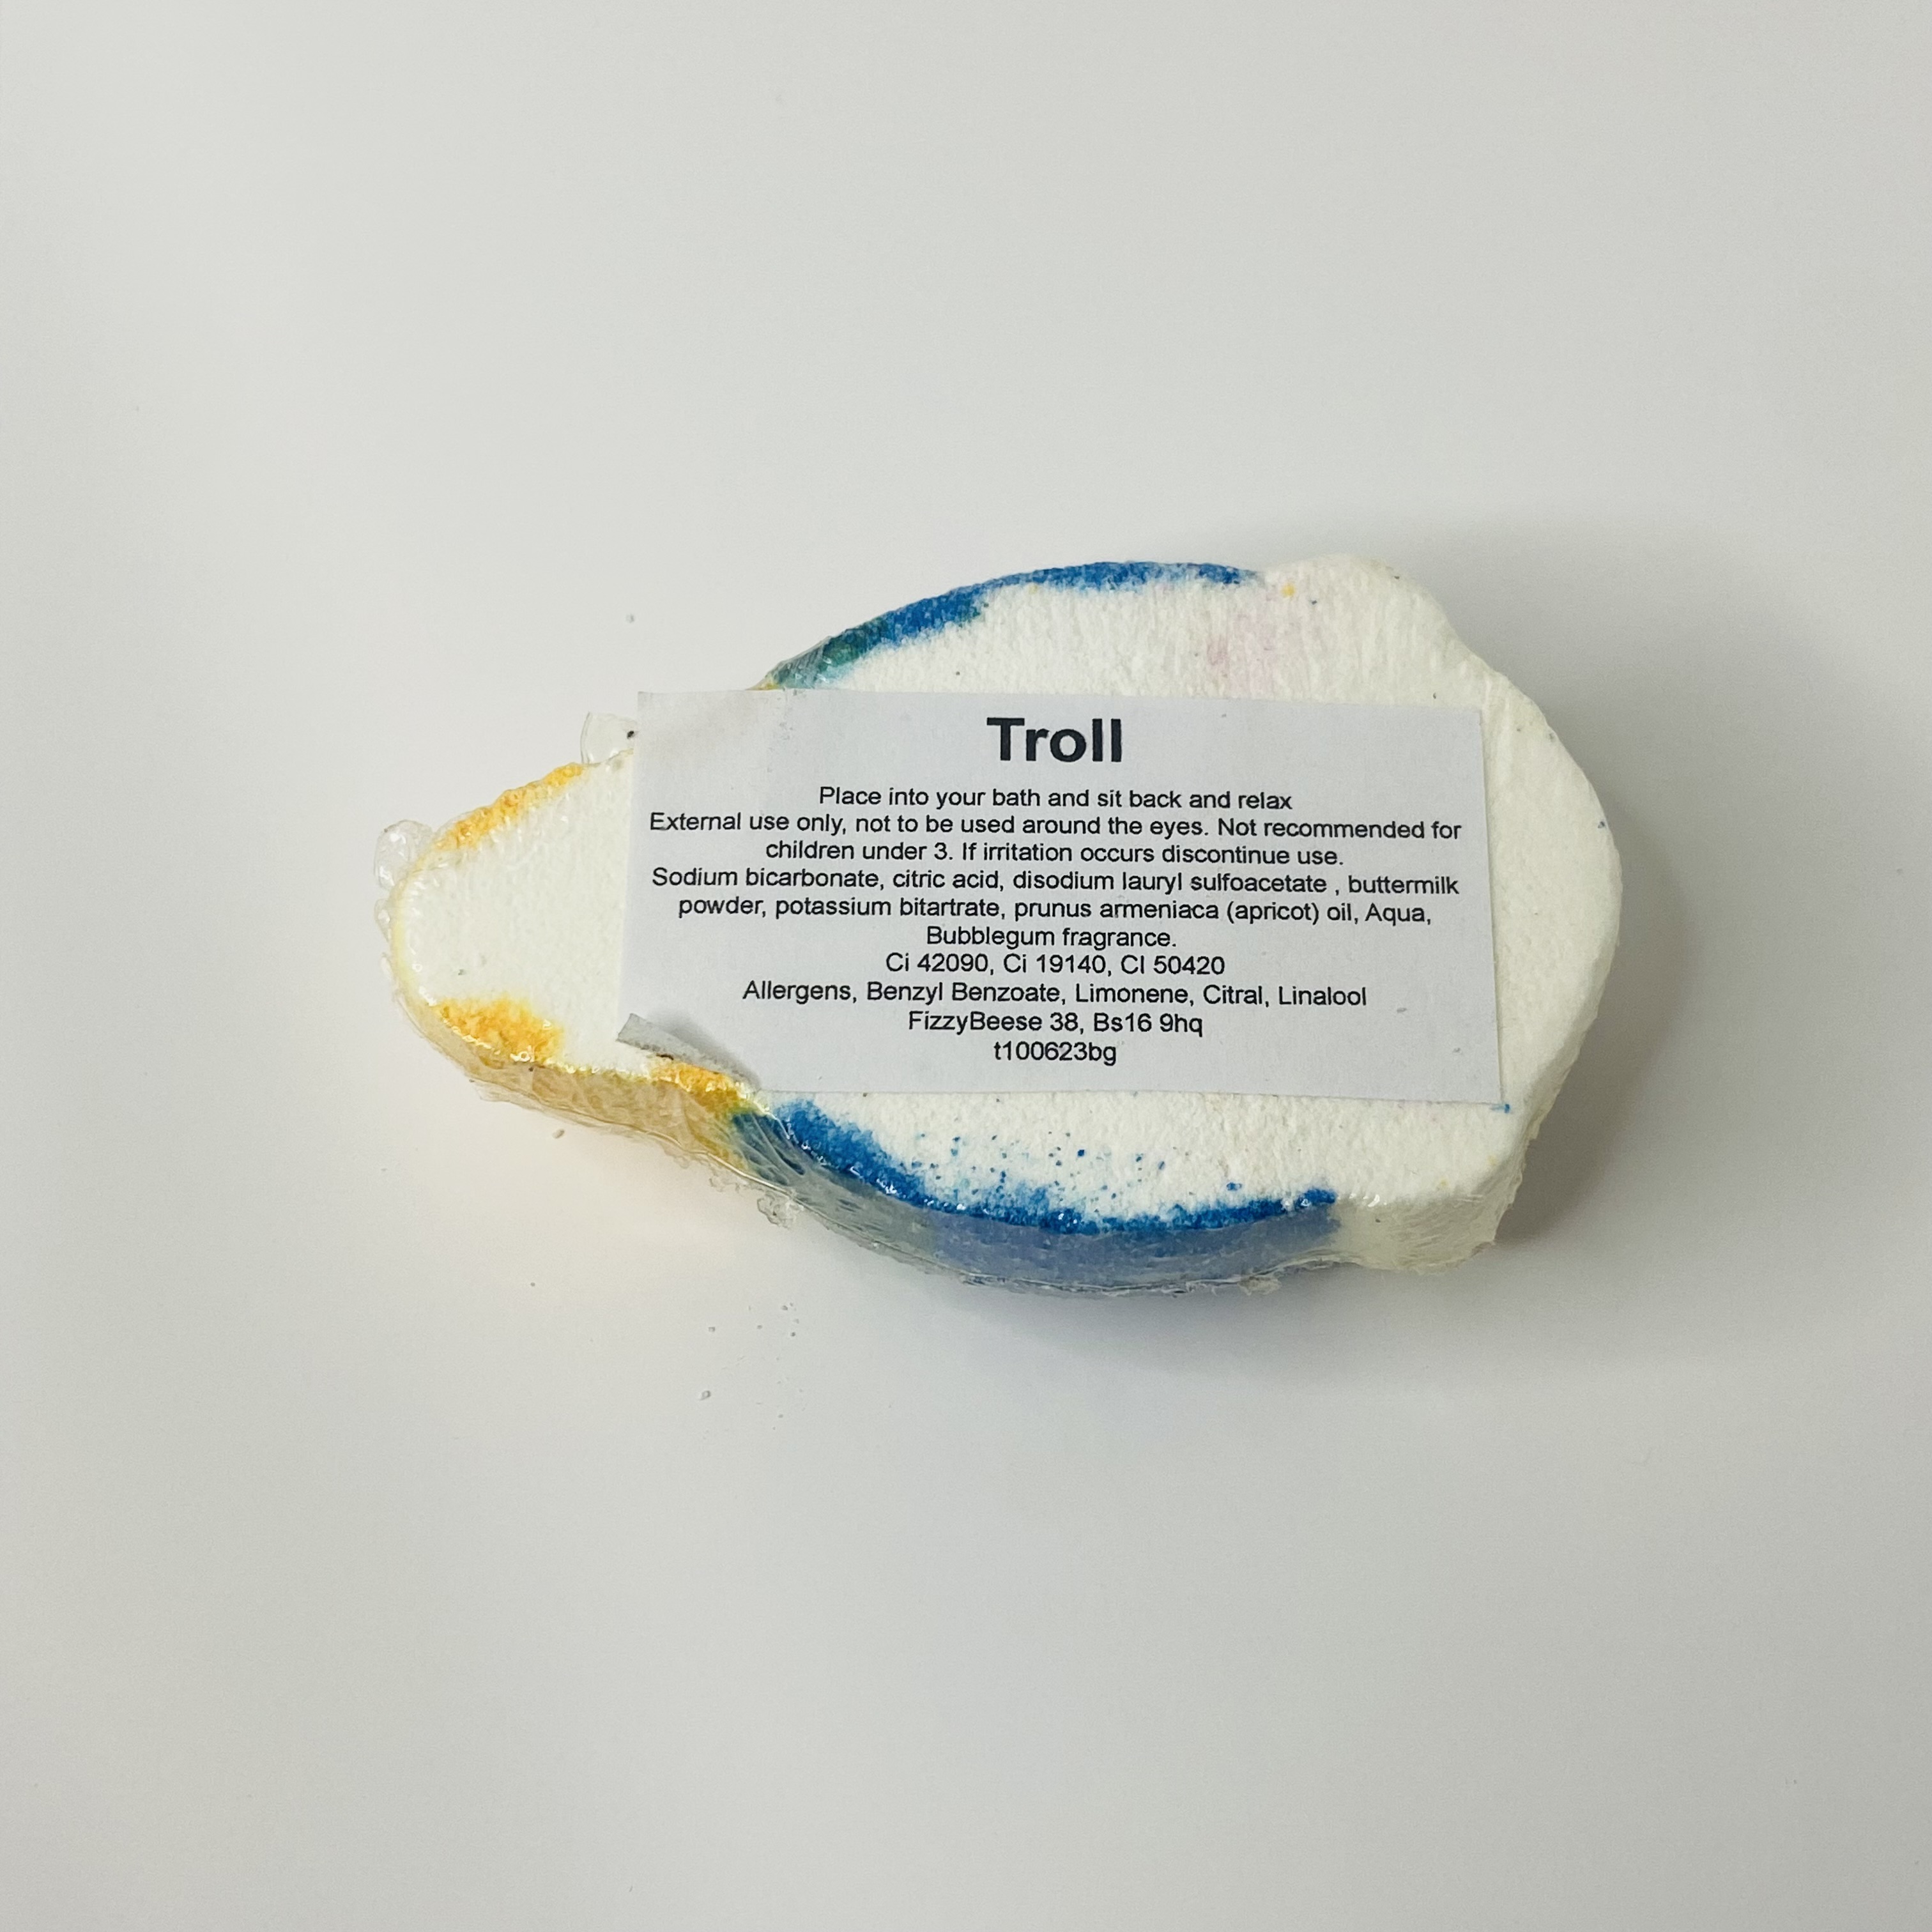 Troll
Place into your bath and sit back and relax
External use only, not to be used around the eyes. Not recommended for
children under 3. If irritation occurs discontinue use.
Sodium bicarbonate, citric acid, disodium lauryl sulfoacetate , buttermilk
powder, potassium bitartrate, prunus armeniaca (apricot) oil, Aqua,
Bubblegum fragrance.
Ci 42090, Ci 19140, CI 50420
Allergens, Benzyl Benzoate, Limonene, Citral, Linalool
FizzyBeese 38, Bs16 9hq
t100623bg